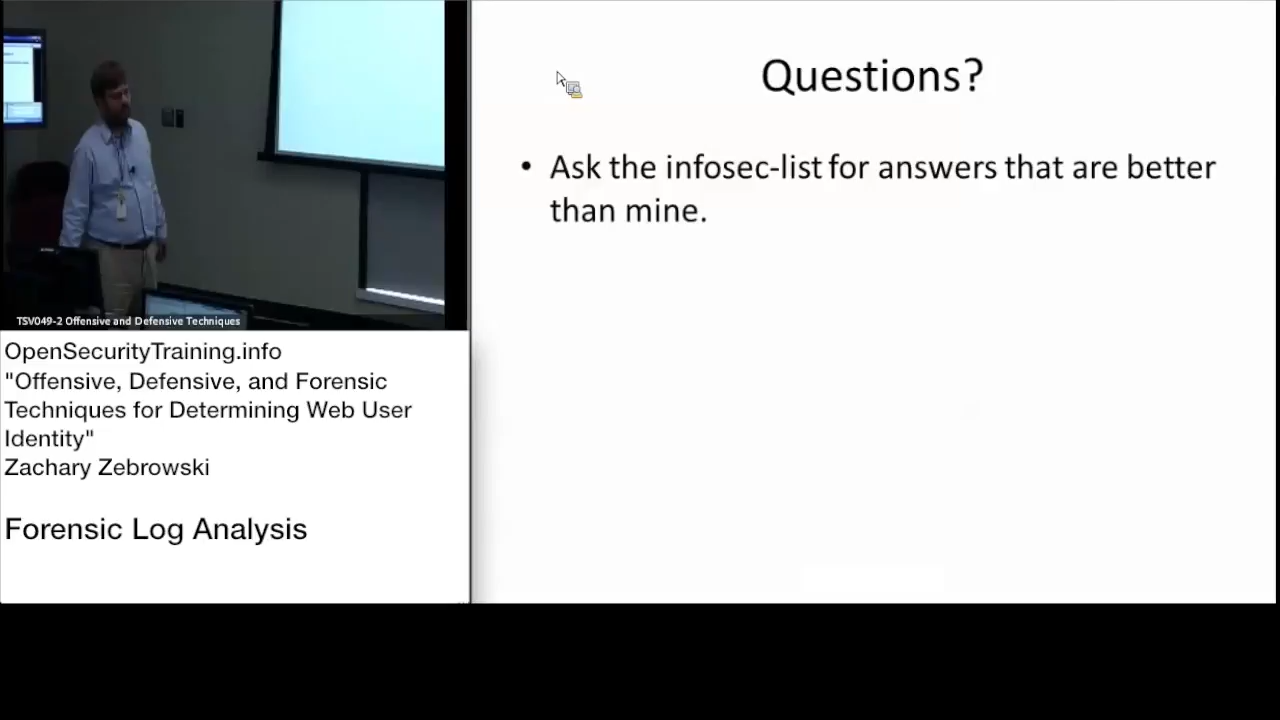 TSV049-2 Offensive and Defensive Techniques
OpenSecurityTraining.info
"Offensive, Defensive, and Forensic
Techniques for Determining Web User
Identity"
Zachary Zebrowski
Forensic Log Analysis
Questions?
• Ask the infosec-list for answers that are better
than mine.